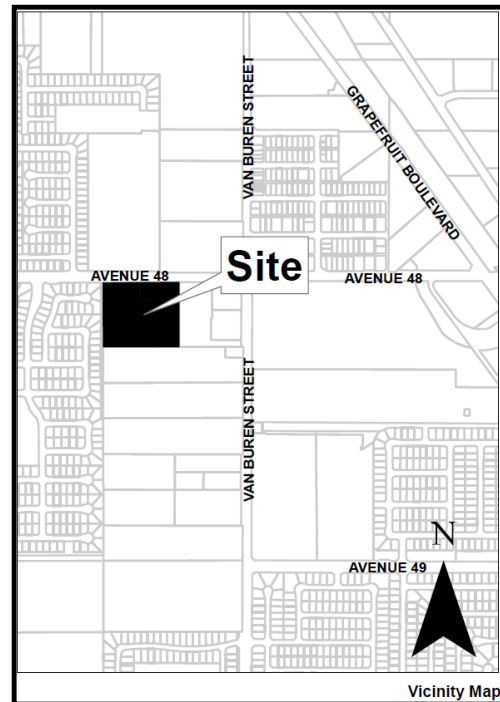 VAN BUREN STREET
GRAPEFRUIT BOULEVARD
Site
AVENUE 48
AVENUE 48
VAN BUREN STREET
N
AVENUE 49
Vicinity Map